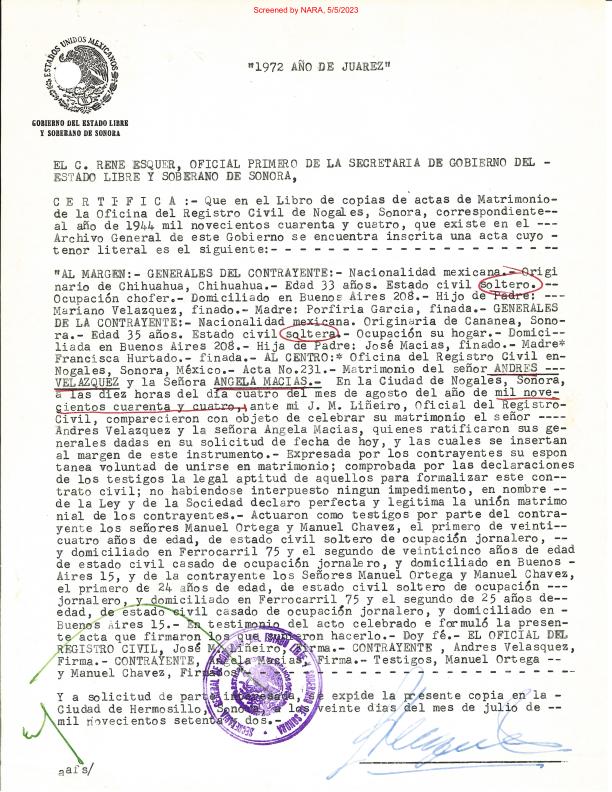 Screened by NARA, 5/5/2023
ESTADOS UNIDOS MEXICANOS
"1972 AÑO DE JUAREZ"
GOBIERNO DEL ESTADO LIBRE
Y SOBERANO DE SONORA
EL C. RENE ESQUER, OFICIAL PRIMERO DE LA SECRETARIA DE GOBIERNO DEL -
ESTADO LIBRE Y SOBERANO DE SONORA,
C E R T I F I C A :- Que en el Libro de copias de actas de Matrimonio-
de la Oficina del Registro Civil de Nogales, Sonora, correspondiente--
al año de 1944 mil novecientos cuarenta y cuatro, que existe en el ---
Archivo General de este Gobierno se encuentra inscrita una acta cuyo -
tenor literal es el siguiente:- - - - - - - - - - - - - - - - - - - -
"AL MARGEN:- GENERALES DEL CONTRAYENTE:- Nacionalidad mexicana.- Origi
nario de Chihuahua, Chihuahua.- Edad 33 años. Estado civil soltero. --
Ocupación chofer.- Domiciliado en Buenos Aires 208.- Hijo de Padre: ---
Mariano Velazquez, finado.- Madre: Porfiria Garcia, finada.- GENERALES
DE LA CONTRAYENTE:- Nacionalidad mexicana. Originaria de Cananea, Sono-
ra.- Edad 35 años. Estado civil soltera.- Ocupación su hogar.- Domici--
liada en Buenos Aires 208.- Hija de Padre: José Macias, finado.- Madre*
Francisca Hurtado.- finada.- AL CENTRO:* Oficina del Registro Civil en-
Nogales, Sonora, México.- Acta No.231.- Matrimonio del señor ANDRES ---
VELAZQUEZ y la Señora ANGELA MACIAS.- En la Ciudad de Nogales, Sonora,
a las diez horas del día cuatro del mes de agosto del año de mil nove-
cientos cuarenta y cuatro, ante mi J. M. Liñeiro, Oficial del Registro-
Civil, comparecieron con objeto de celebrar su matrimonio el señor ----
Andres Velazquez y la señora Angela Macias, quienes ratificaron sus ge-
nerales dadas en su solicitud de fecha de hoy, y las cuales se insertan
al margen de este instrumento.- Expresada por los contrayentes su espon
tanea voluntad de unirse en matrimonio; comprobada por las declaraciones
de los testigos la legal aptitud de aquellos para formalizar este con--
trato civil; no habiendose interpuesto ningun impedimento, en nombre --
de la Ley y de la Sociedad declaro perfecta y legitima la unión matrimo
nial de los contrayentes.- Actuaron como testigos por parte del contra-
yente los señores Manuel Ortega y Manuel Chavez, el primero de veinti--
cuatro años de edad, de estado civil soltero de ocupación jornalero, --
y domiciliado en Ferrocarril 75 y el segundo de veinticinco años de edad
de estado civil casado de ocupación jornalero, y domiciliado en Buenos -
Aires 15, y de la contrayente los Señores Manuel Ortega y Manuel Chavez,
el primero de 24 años de edad, de estado civil soltero de ocupación ----
jornalero, y domiciliado en Ferrocarril 75 y el segundo de 25 años de-
edad, de estado civil casado de ocupación jornalero, y domiciliado en -
Buenos Aires 15.- En testimonio del acto celebrado e formuló la presen-
te acta que firmaron los que supieron hacerlo.- Doy fé.- EL OFICIAL DEL
REGISTRO CIVIL, José M. Liñeiro, Firma.- CONTRAYENTE , Andres Velasquez,
Firma.- CONTRAYENTE, Angela Macias, Firma.- Testigos, Manuel Ortega ---
y Manuel Chavez, Firmados.- - - - - - - - - - - - - - - - - - - - - -
Y a solicitud de parte interesada, se expide la presente copia en la -
Ciudad de Hermosillo, Sonora, a los veinte dias del mes de julio de --
mil novecientos setenta y dos.-
aafs/